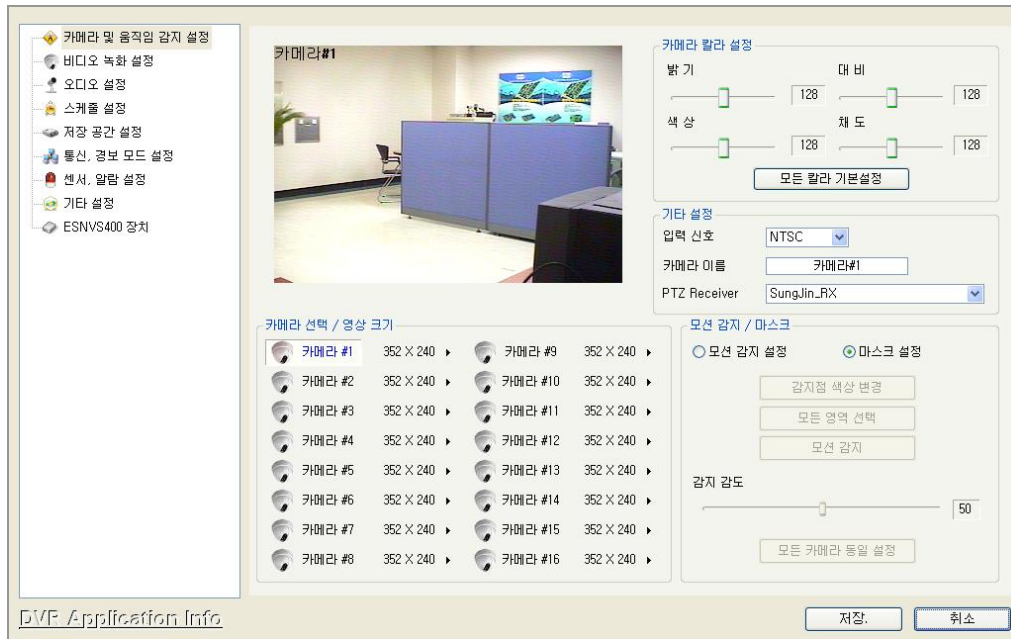 카메라 및 움직임 감지 설정
비디오 녹화 설정
오디오 설정
스케줄 설정
저장 공간 설정
통신, 경보 모드 설정
센서, 알람 설정
기타 설정
ESNVS400 장치
카메라#1
카메라 칼라 설정
밝 기
128
대 비
128
색 상
128
채 도
128
모든 칼라 기본설정
기타 설정
입력 신호
NTSC
카메라 이름
카메라#1
PTZ Receiver
SungJin_RX
카메라 선택 / 영상 크기
카메라 #1 352 X 240
카메라 #2 352 X 240
카메라 #3 352 X 240
카메라 #4 352 X 240
카메라 #5 352 X 240
카메라 #6 352 X 240
카메라 #7 352 X 240
카메라 #8 352 X 240
카메라 #9 352 X 240
카메라 #10 352 X 240
카메라 #11 352 X 240
카메라 #12 352 X 240
카메라 #13 352 X 240
카메라 #14 352 X 240
카메라 #15 352 X 240
카메라 #16 352 X 240
모션 감지 / 마스크
모션 감지 설정
마스크 설정
감지점 색상 변경
모든 영역 선택
모션 감지
감지 감도
50
모든 카메라 동일 설정
DVR Application Info
저장.
취소